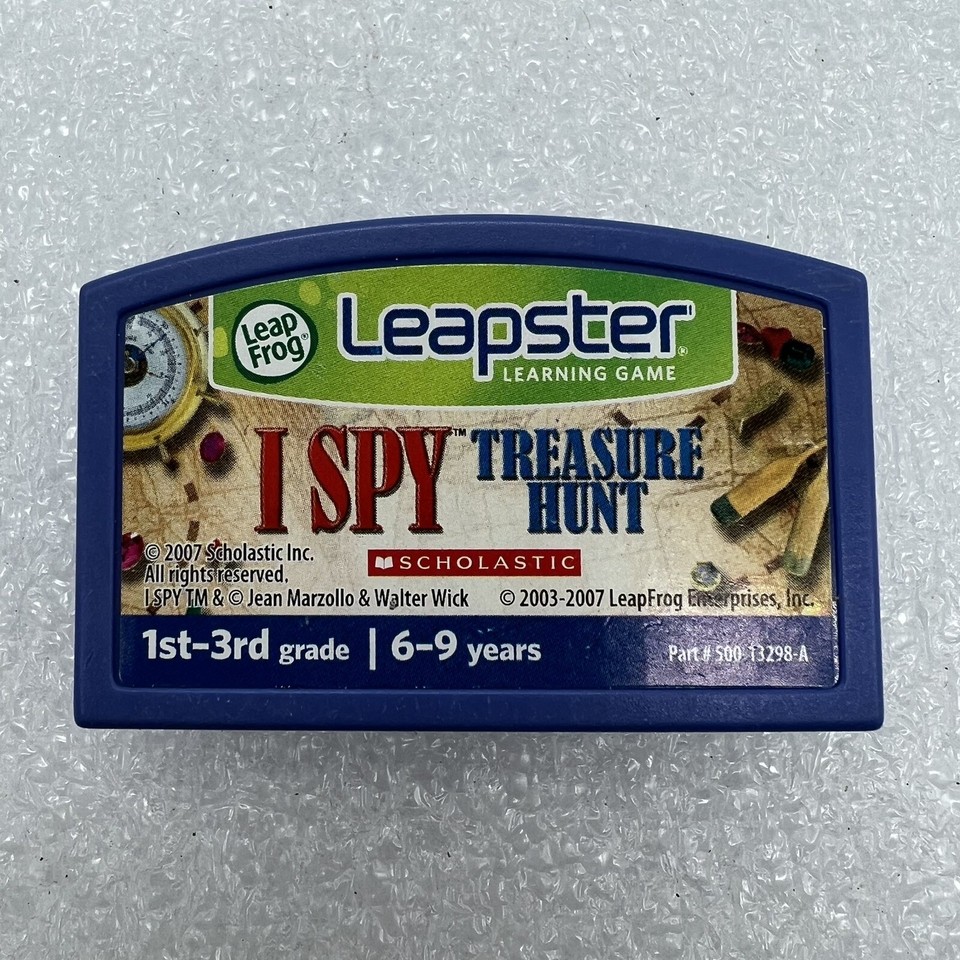 Leap
Frog®
Leapster®
LEARNING GAME
I SPY™ TREASURE
HUNT
SCHOLASTIC
© 2007 Scholastic Inc.
All rights reserved.
I SPY TM & © Jean Marzollo & Walter Wick
© 2003-2007 LeapFrog Enterprises, Inc.
1st–3rd grade | 6–9 years
Part # 500-13298-A